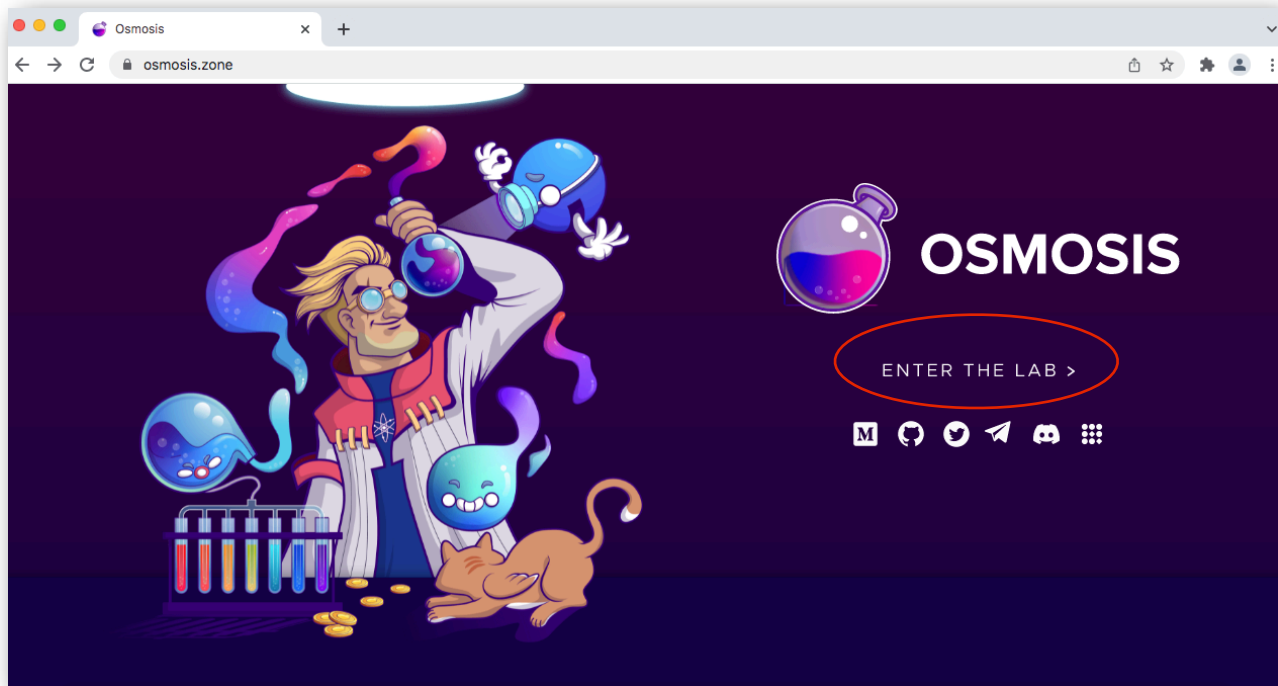 Osmosis
osmosis.zone
OSMOSIS
ENTER THE LAB >
M